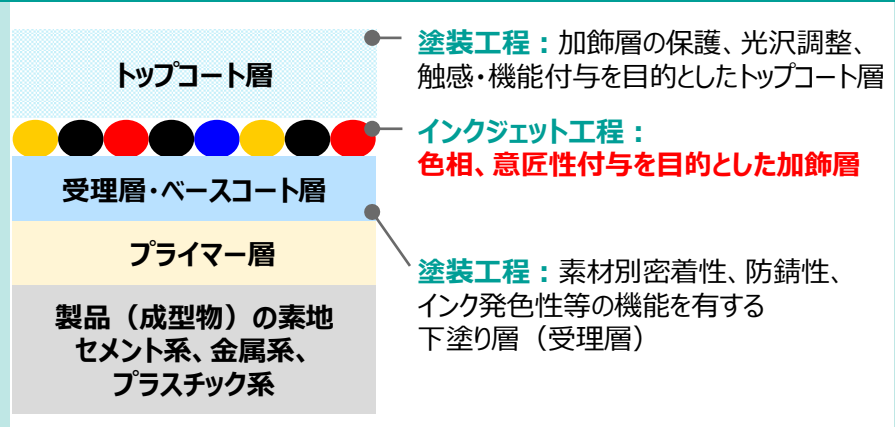 トップコート層
受理層・ベースコート層
プライマー層
製品（成型物）の素地
セメント系、金属系、
プラスチック系
塗装工程：加飾層の保護、光沢調整、
触感・機能付与を目的としたトップコート層
インクジェット工程：
色相、意匠性付与を目的とした加飾層
塗装工程：素材別密着性、防錆性、
インク発色性等の機能を有する
下塗り層（受理層）